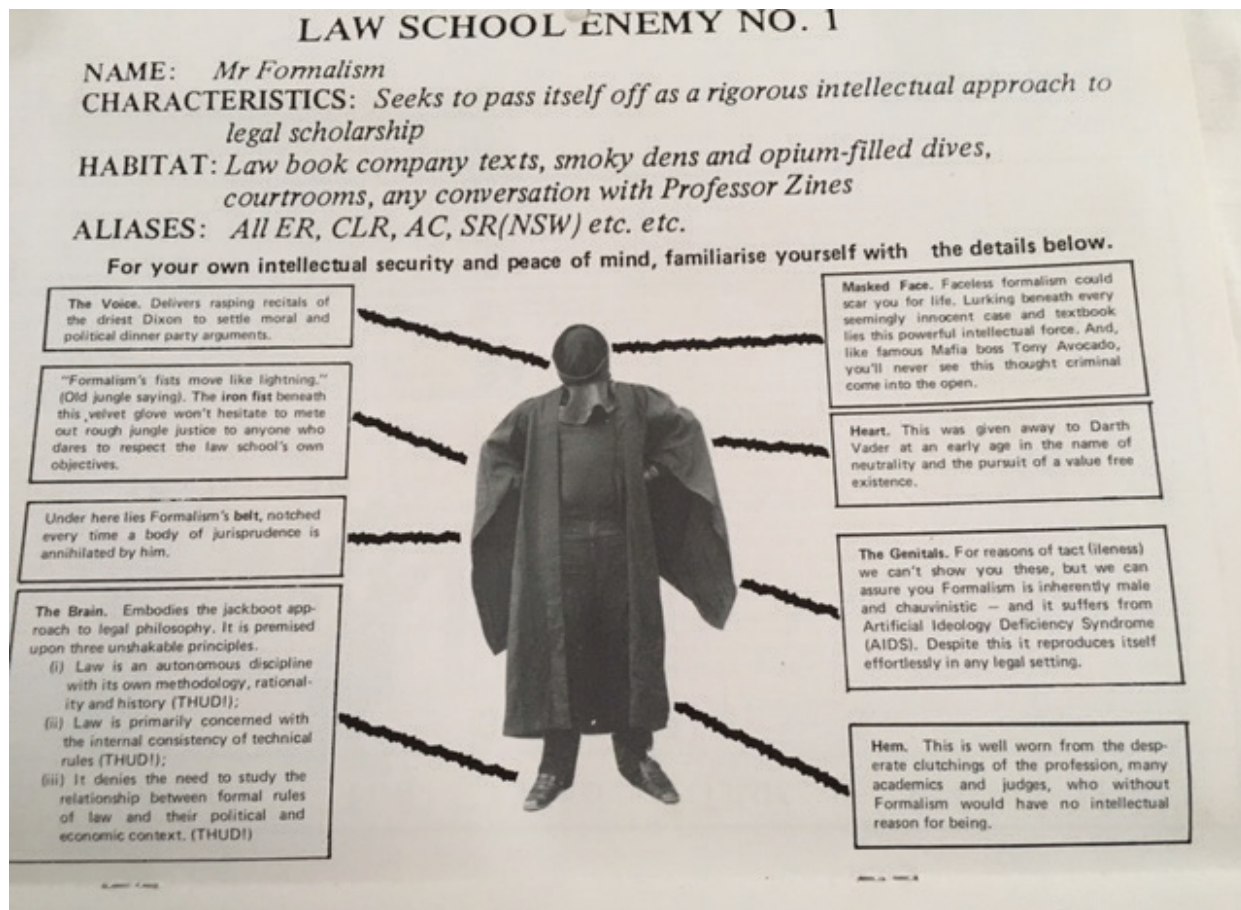 LAW SCHOOL ENEMY NO. 1
NAME: Mr Formalism
CHARACTERISTICS: Seeks to pass itself off as a rigorous intellectual approach to
legal scholarship
HABITAT: Law book company texts, smoky dens and opium-filled dives,
courtrooms, any conversation with Professor Zines
ALIASES: All ER, CLR, AC, SR(NSW) etc. etc.
For your own intellectual security and peace of mind, familiarise yourself with the details below.
The Voice. Delivers rasping recitals of
the driest Dixon to settle moral and
political dinner party arguments.
"Formalism's fists move like lightning."
(Old jungle saying). The iron fist beneath
this velvet glove won't hesitate to mete
out rough jungle justice to anyone who
dares to respect the law school's own
objectives.
Under here lies Formalism's belt, notched
every time a body of jurisprudence is
annihilated by him.
The Brain. Embodies the jackboot app-
roach to legal philosophy. It is premised
upon three unshakable principles.
(i) Law is an autonomous discipline
with its own methodology, rational-
ity and history (THUD!);
(ii) Law is primarily concerned with
the internal consistency of technical
rules (THUD!);
(iii) It denies the need to study the
relationship between formal rules
of law and their political and
economic context. (THUD!)
Masked Face. Faceless formalism could
scar you for life. Lurking beneath every
seemingly innocent case and textbook
lies this powerful intellectual force. And,
like famous Mafia boss Tony Avocado,
you'll never see this thought criminal
come into the open.
Heart. This was given away to Darth
Vader at an early age in the name of
neutrality and the pursuit of a value free
existence.
The Genitals. For reasons of tact (ileness)
we can't show you these, but we can
assure you Formalism is inherently male
and chauvinistic — and it suffers from
Artificial Ideology Deficiency Syndrome
(AIDS). Despite this it reproduces itself
effortlessly in any legal setting.
Hem. This is well worn from the desp-
erate clutchings of the profession, many
academics and judges, who without
Formalism would have no intellectual
reason for being.